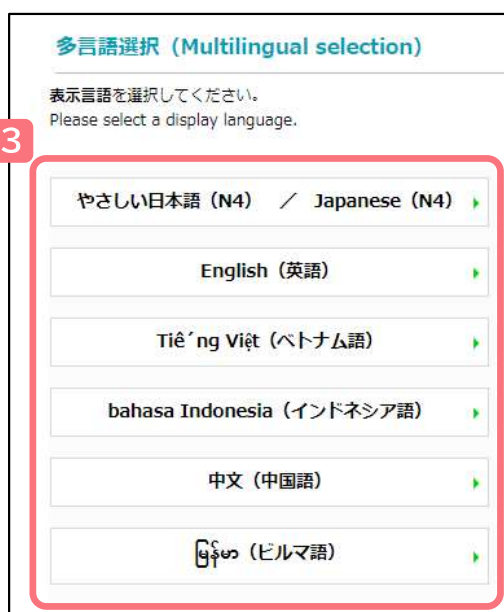 多言語選択（Multilingual selection）
表示言語を選択してください。
Please select a display language.
3
やさしい日本語（N4） ／ Japanese（N4）
English（英語）
Tiê´ng Việt（ベトナム語）
bahasa Indonesia（インドネシア語）
中文（中国語）
မြန်မာ（ビルマ語）